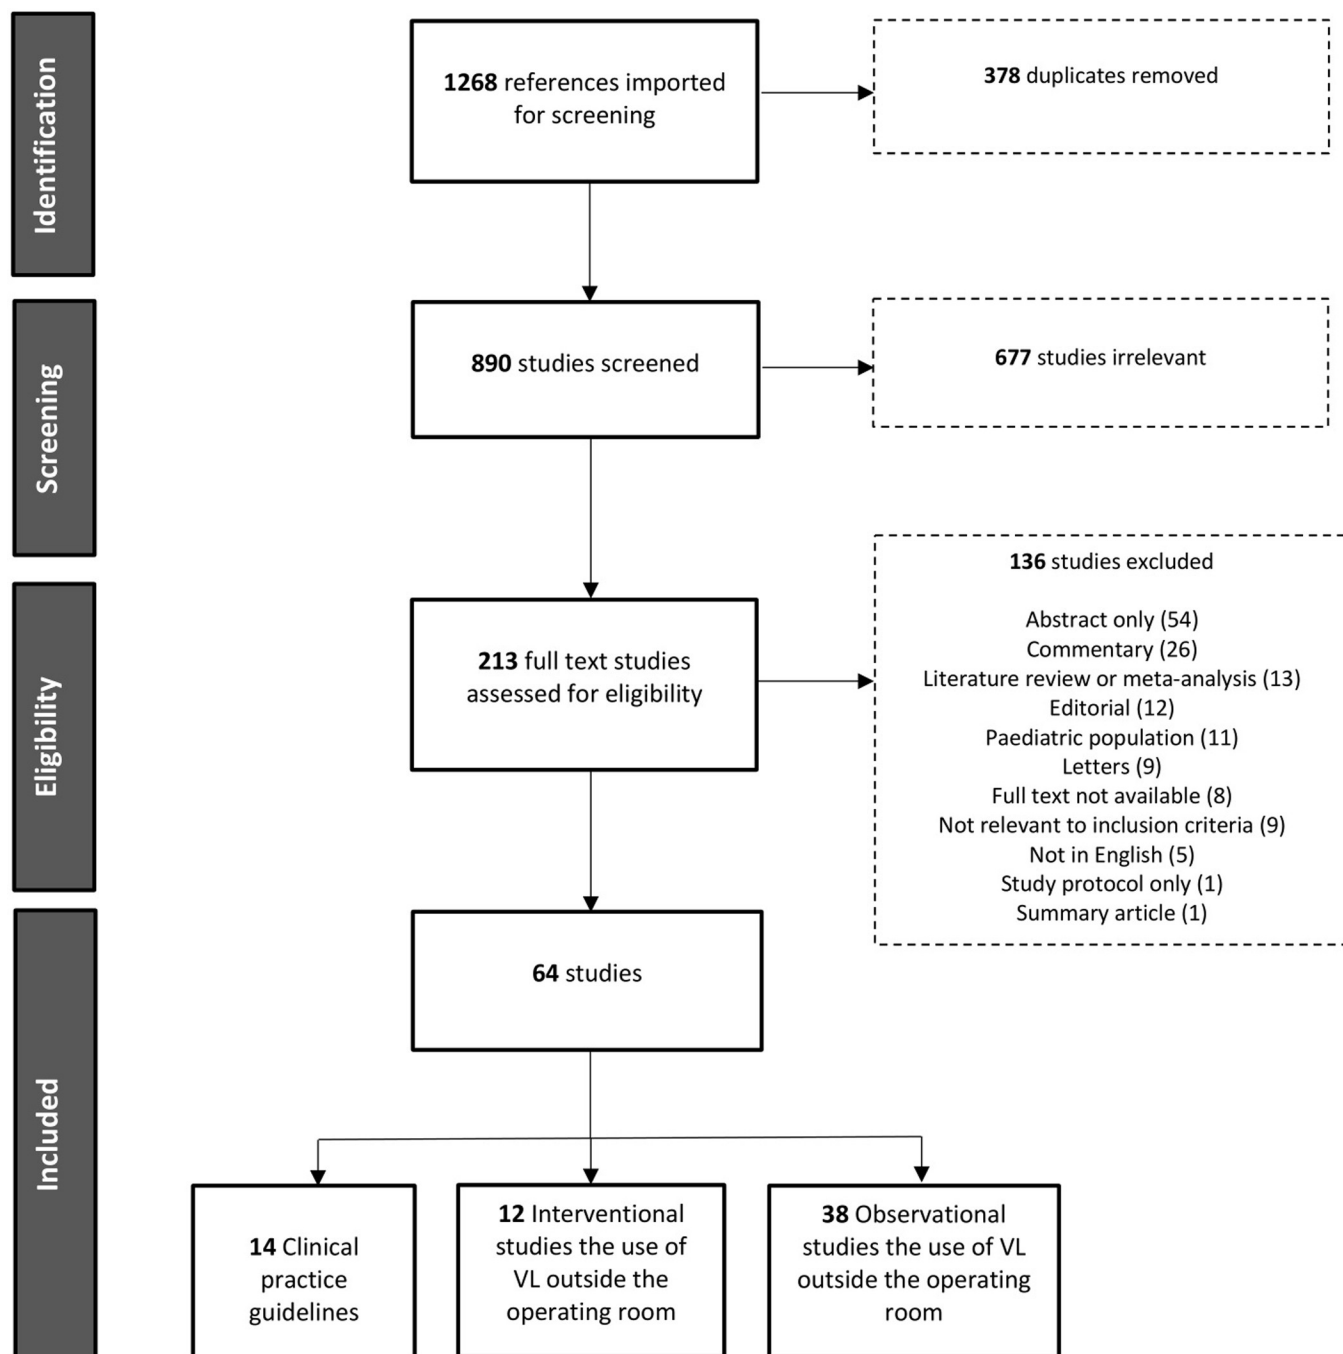 Identification
1268 references imported
for screening
378 duplicates removed
Screening
890 studies screened
677 studies irrelevant
Eligibility
213 full text studies
assessed for eligibility
136 studies excluded
Abstract only (54)
Commentary (26)
Literature review or meta-analysis (13)
Editorial (12)
Paediatric population (11)
Letters (9)
Full text not available (8)
Not relevant to inclusion criteria (9)
Not in English (5)
Study protocol only (1)
Summary article (1)
Included
64 studies
14 Clinical
practice
guidelines
12 Interventional
studies the use of
VL outside the
operating room
38 Observational
studies the use of VL
outside the operating
room